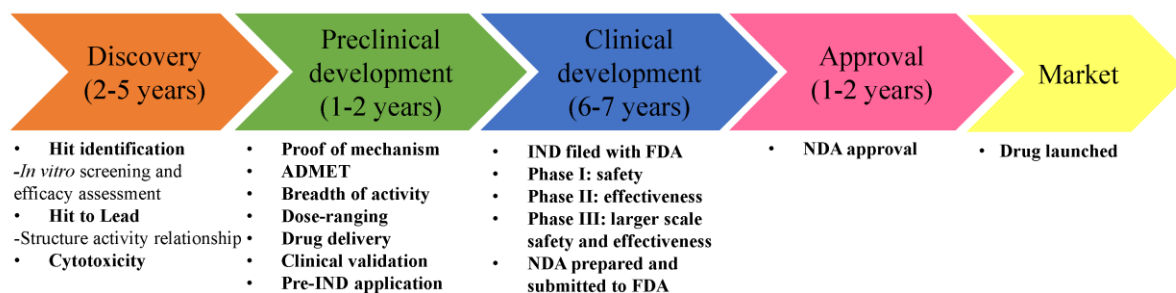 Discovery
(2-5 years)
Preclinical
development
(1-2 years)
Clinical
development
(6-7 years)
Approval
(1-2 years)
Market
• Hit identification
-In vitro screening and
efficacy assessment
• Hit to Lead
-Structure activity relationship
• Cytotoxicity
• Proof of mechanism
• ADMET
• Breadth of activity
• Dose-ranging
• Drug delivery
• Clinical validation
• Pre-IND application
• IND filed with FDA
• Phase I: safety
• Phase II: effectiveness
• Phase III: larger scale
safety and effectiveness
• NDA prepared and
submitted to FDA
• NDA approval
• Drug launched